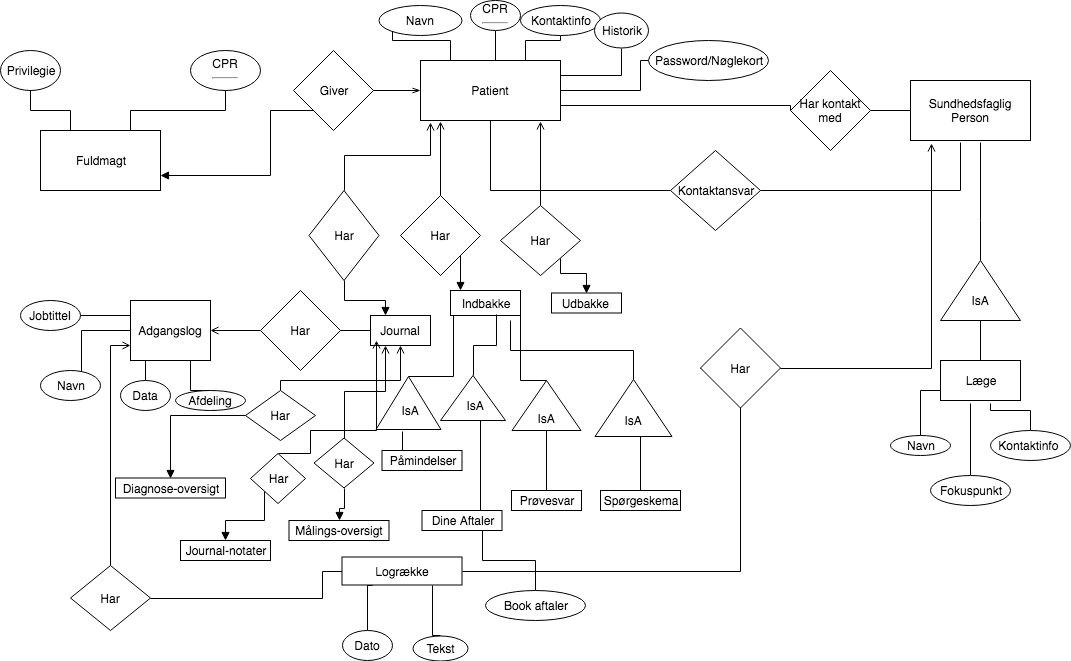 Navn
CPR
Kontaktinfo
Historik
Privilegie
CPR
Password/Nøglekort
Giver
Patient
Har kontakt
med
Sundhedsfaglig
Person
Fuldmagt
Kontaktansvar
Har
Har
Har
Jobtittel
Adgangslog
Har
Journal
Indbakke
Udbakke
IsA
Navn
Data
Afdeling
Har
IsA
IsA
IsA
IsA
Har
Læge
Påmindelser
Navn
Kontaktinfo
Har
Har
Diagnose-oversigt
Prøvesvar
Spørgeskema
Fokuspunkt
Dine Aftaler
Målings-oversigt
Journal-notater
Logrække
Har
Book aftaler
Dato
Tekst